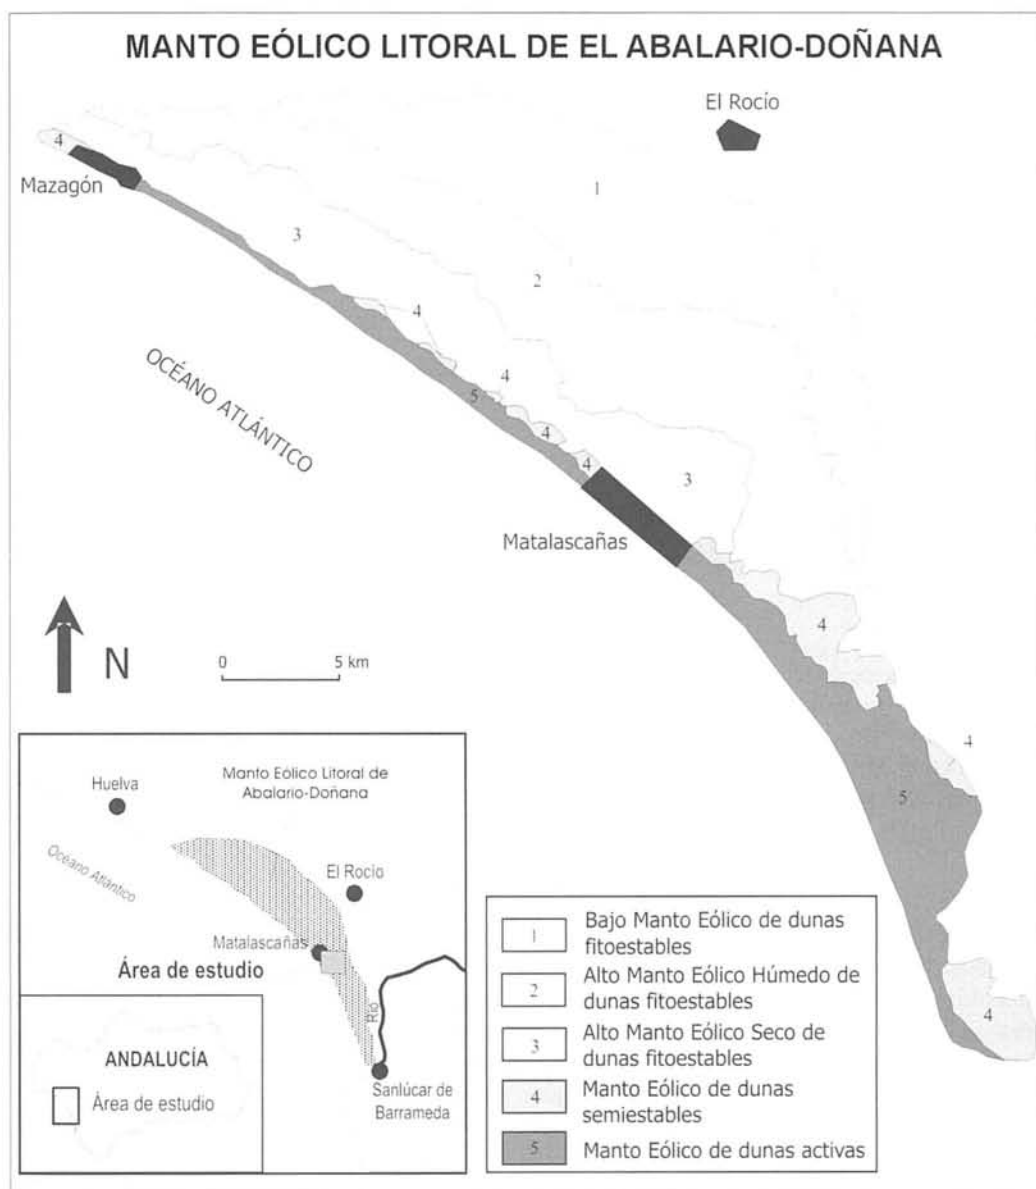 MANTO EÓLICO LITORAL DE EL ABALARIO-DOÑANA
El Rocío
4
Mazagón
1
3
2
4
OCÉANO ATLÁNTICO
4
5
4
4
3
Matalascañas
4
N
0 5 km
4
5
4
Huelva
Manto Eólico Litoral de
Abalario-Doñana
Océano Atlántico
El Rocío
Matalascañas
Área de estudio
Río
Sanlúcar de
Barrameda
ANDALUCÍA
Área de estudio
1 Bajo Manto Eólico de dunas
fitoestables
2 Alto Manto Eólico Húmedo de
dunas fitoestables
3 Alto Manto Eólico Seco de
dunas fitoestables
4 Manto Eólico de dunas
semiestables
5 Manto Eólico de dunas activas